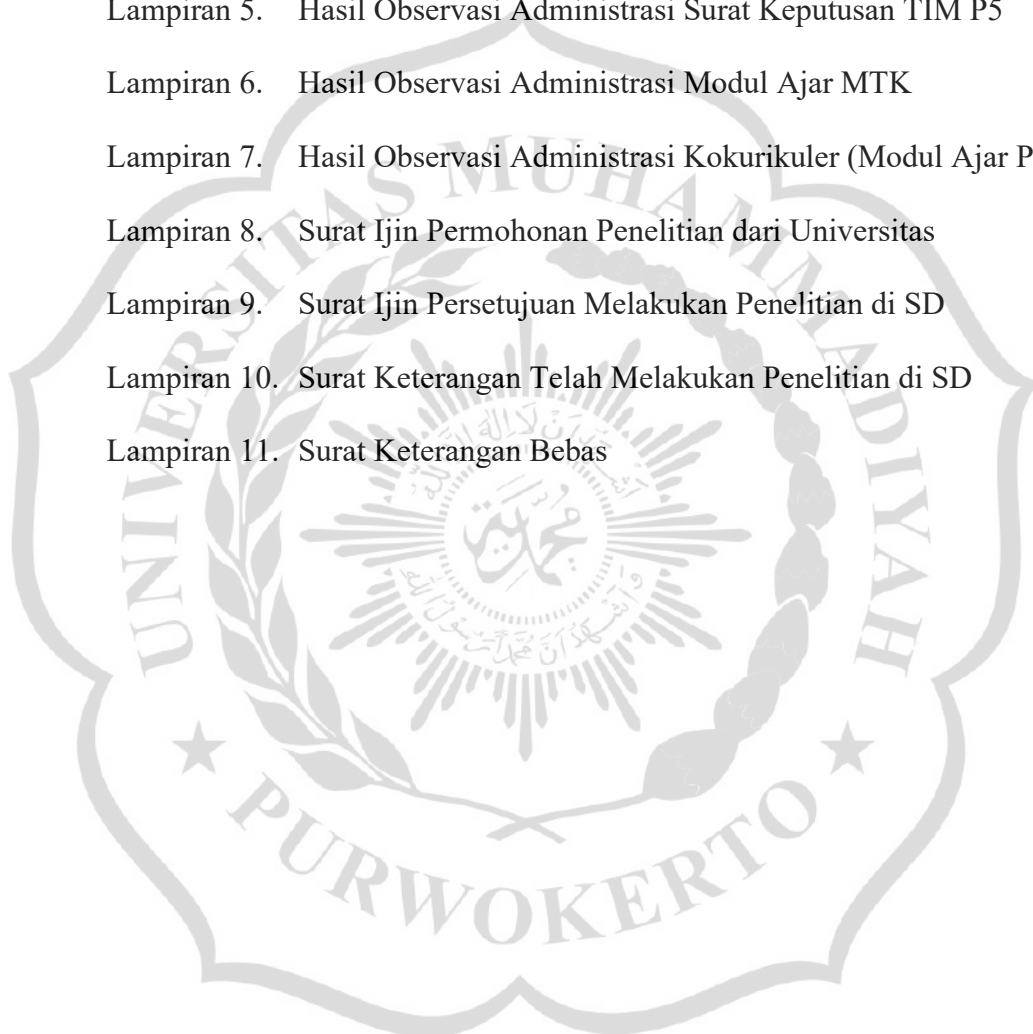 Lampiran 5. Hasil Observasi Administrasi Surat Keputusan TIM P5
Lampiran 6. Hasil Observasi Administrasi Modul Ajar MTK
Lampiran 7. Hasil Observasi Administrasi Kokurikuler (Modul Ajar P
Lampiran 8. Surat Ijin Permohonan Penelitian dari Universitas
Lampiran 9. Surat Ijin Persetujuan Melakukan Penelitian di SD
Lampiran 10. Surat Keterangan Telah Melakukan Penelitian di SD
Lampiran 11. Surat Keterangan Bebas
UNIVERSITAS MUHAMMADIYAH
PURWOKERTO